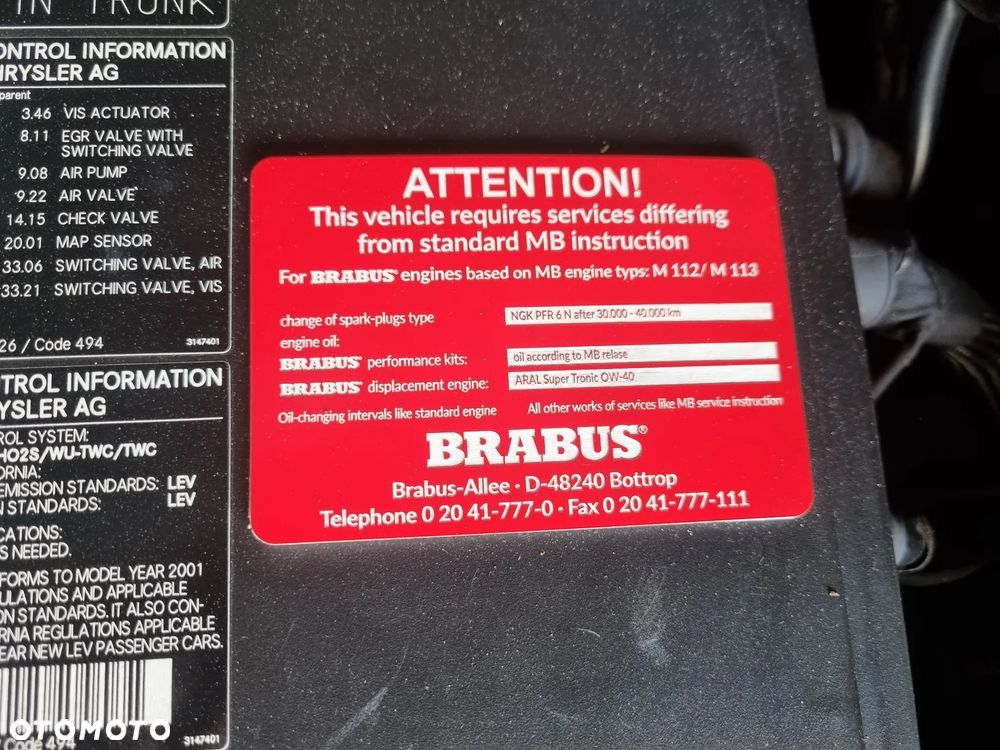 IN TRUNK
ONTROL INFORMATION
RYSLER AG
parent
3.46 VIS ACTUATOR
8.11 EGR VALVE WITH
SWITCHING VALVE
9.08 AIR PUMP
9.22 AIR VALVE
14.15 CHECK VALVE
20.01 MAP SENSOR
33.06 SWITCHING VALVE, AIR
33.21 SWITCHING VALVE, VIS
26 / Code 494 3147401
TROL INFORMATION
YSLER AG
ROL SYSTEM:
HO2S/WU-TWC/TWC
ORNIA:
EMISSION STANDARDS: LEV
N STANDARDS: LEV
CATIONS:
S NEEDED.
FORMS TO MODEL YEAR 2001
ULATIONS AND APPLICABLE
ON STANDARDS. IT ALSO CON-
RNIA REGULATIONS APPLICABLE
EAR NEW LEV PASSENGER CARS.
Code 494 3147401
ATTENTION!
This vehicle requires services differing
from standard MB instruction
For BRABUS® engines based on MB engine typs: M 112/ M 113
change of spark-plugs type NGK PFR 6 N after 30.000 - 40.000 km
engine oil:
BRABUS® performance kits: oil according to MB relase
BRABUS® displacement engine: ARAL Super Tronic OW-40
Oil-changing intervals like standard engine All other works of services like MB service instruction
BRABUS®
Brabus-Allee · D-48240 Bottrop
Telephone 0 20 41-777-0 · Fax 0 20 41-777-111
OTOMOTO